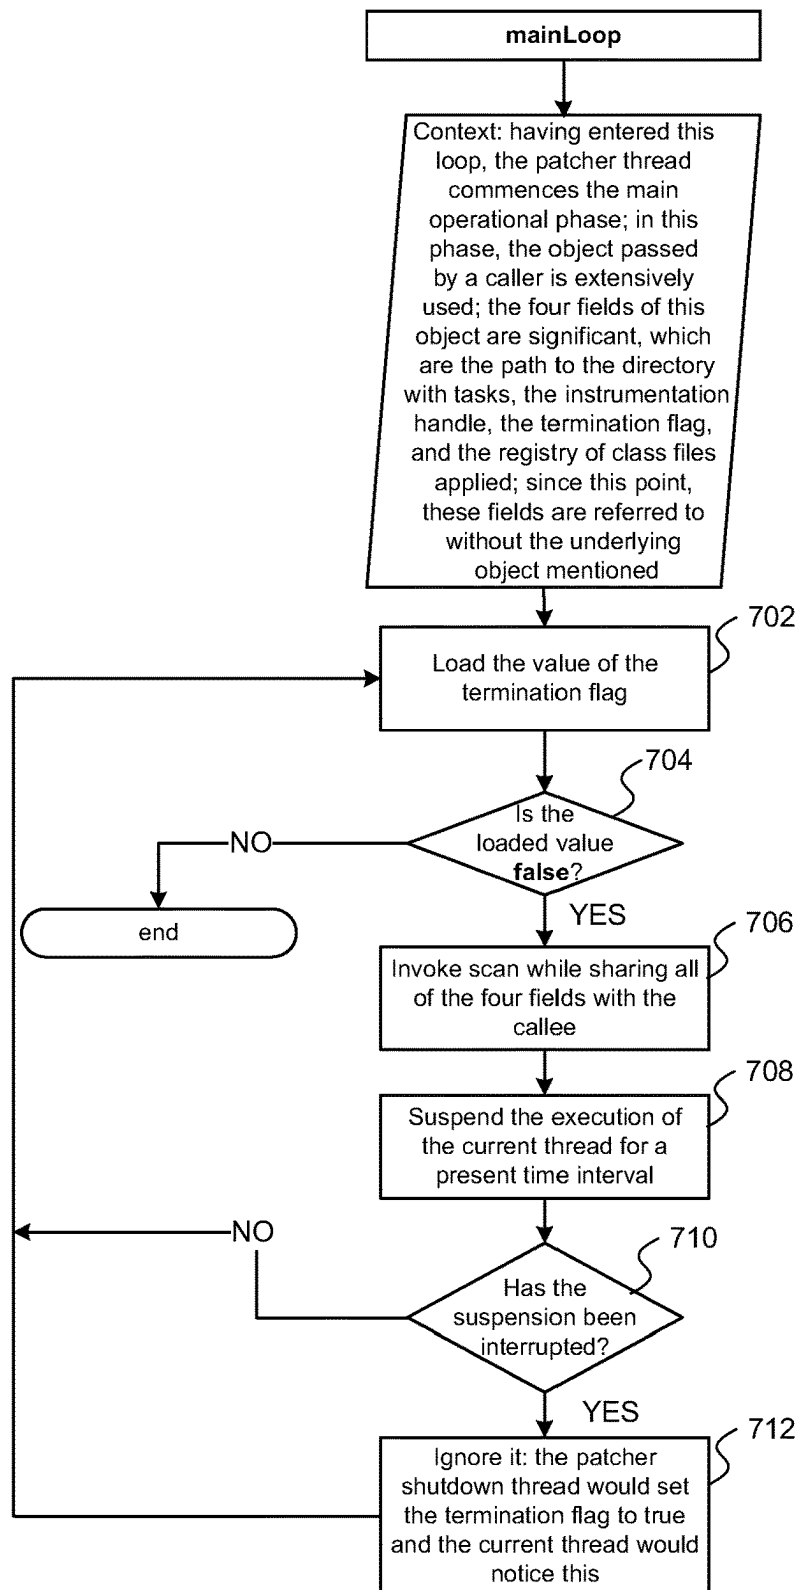 mainLoop
Context: having entered this
loop, the patcher thread
commences the main
operational phase; in this
phase, the object passed
by a caller is extensively
used; the four fields of this
object are significant, which
are the path to the directory
with tasks, the instrumentation
handle, the termination flag,
and the registry of class files
applied; since this point,
these fields are referred to
without the underlying
object mentioned
702
Load the value of the
termination flag
704
Is the
loaded value
false?
NO
end
YES
706
Invoke scan while sharing all
of the four fields with the
callee
708
Suspend the execution of
the current thread for a
present time interval
NO
710
Has the
suspension been
interrupted?
YES
712
Ignore it: the patcher
shutdown thread would set
the termination flag to true
and the current thread would
notice this